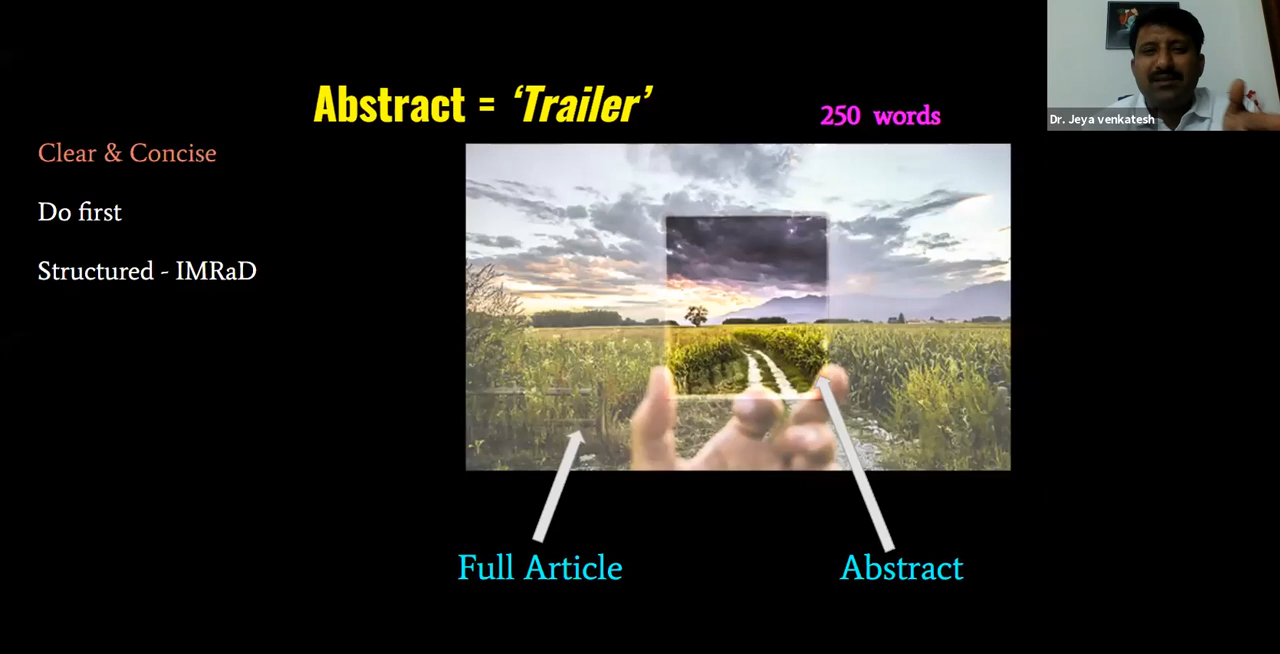 Abstract = ‘Trailer’
250 words
Dr. Jeya venkatesh
Clear & Concise
Do first
Structured - IMRaD
Full Article
Abstract